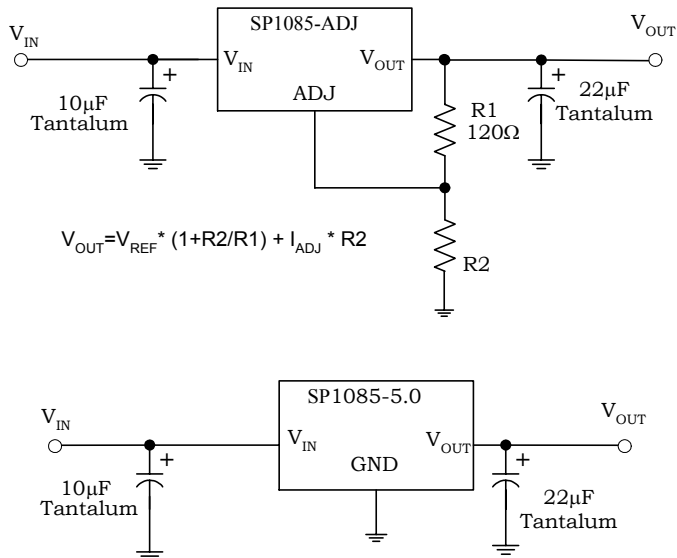 V_IN
SP1085-ADJ
V_OUT
V_IN
V_OUT
ADJ
10μF
Tantalum
+
R1
120Ω
+
22μF
Tantalum
V_OUT=V_REF* (1+R2/R1) + I_ADJ * R2
R2
V_IN
SP1085-5.0
V_OUT
V_IN
V_OUT
GND
+
10μF
Tantalum
+
22μF
Tantalum